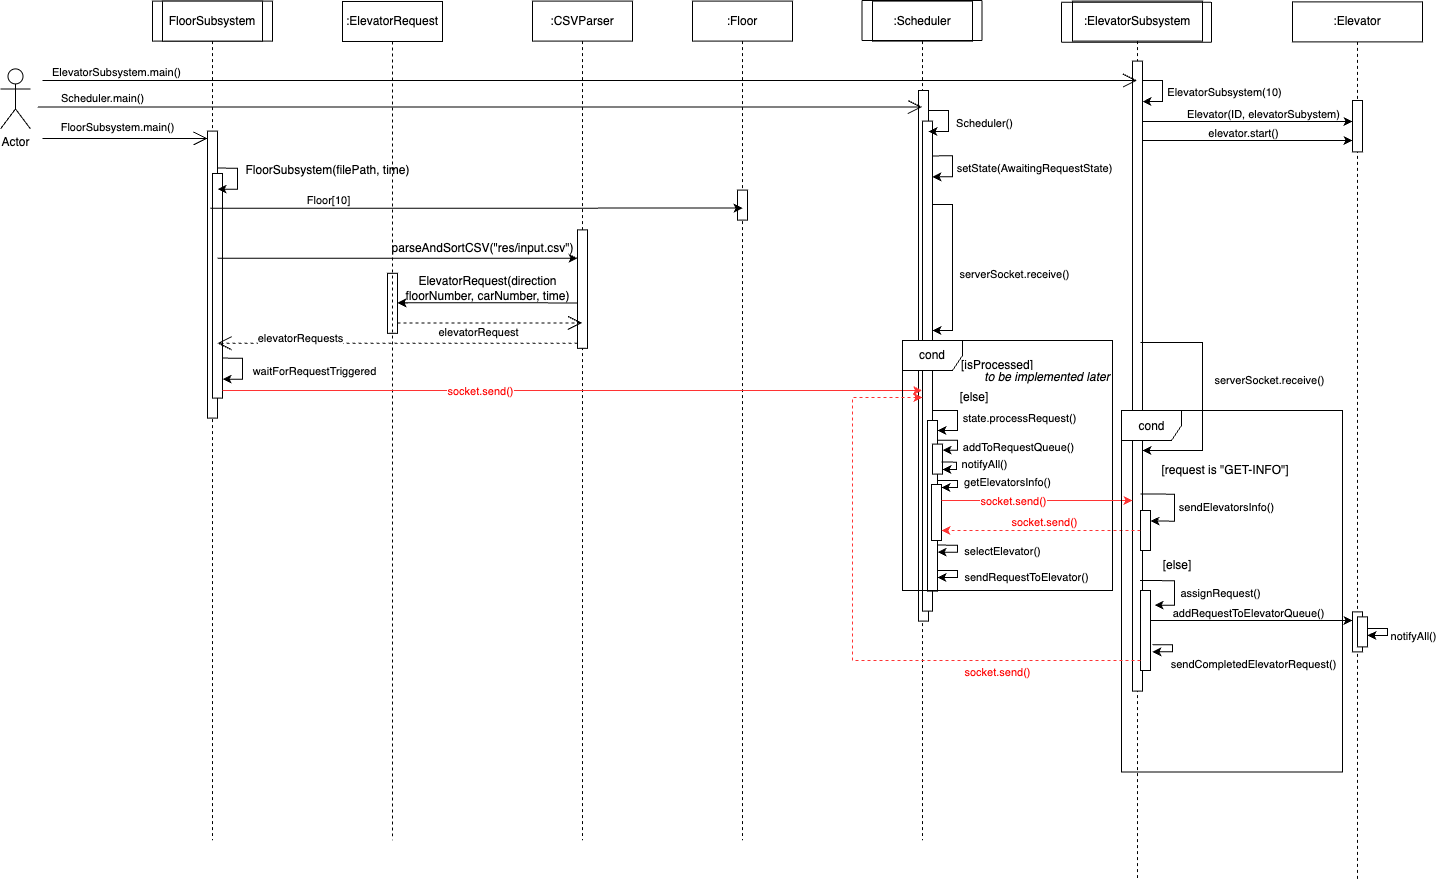 FloorSubsystem
:ElevatorRequest
:CSVParser
:Floor
:Scheduler
:ElevatorSubsystem
:Elevator
Actor
ElevatorSubsystem.main()
Scheduler.main()
FloorSubsystem.main()
ElevatorSubsystem(10)
Elevator(ID, elevatorSubystem)
elevator.start()
Scheduler()
setState(AwaitingRequestState)
FloorSubsystem(filePath, time)
Floor[10]
parseAndSortCSV("res/input.csv")
ElevatorRequest(direction
floorNumber, carNumber, time)
elevatorRequest
elevatorRequests
waitForRequestTriggered
serverSocket.receive()
socket.send()
cond
[isProcessed]
to be implemented later
[else]
state.processRequest()
addToRequestQueue()
notifyAll()
getElevatorsInfo()
socket.send()
socket.send()
selectElevator()
sendRequestToElevator()
serverSocket.receive()
cond
[request is "GET-INFO"]
sendElevatorsInfo()
[else]
assignRequest()
addRequestToElevatorQueue()
notifyAll()
sendCompletedElevatorRequest()
socket.send()